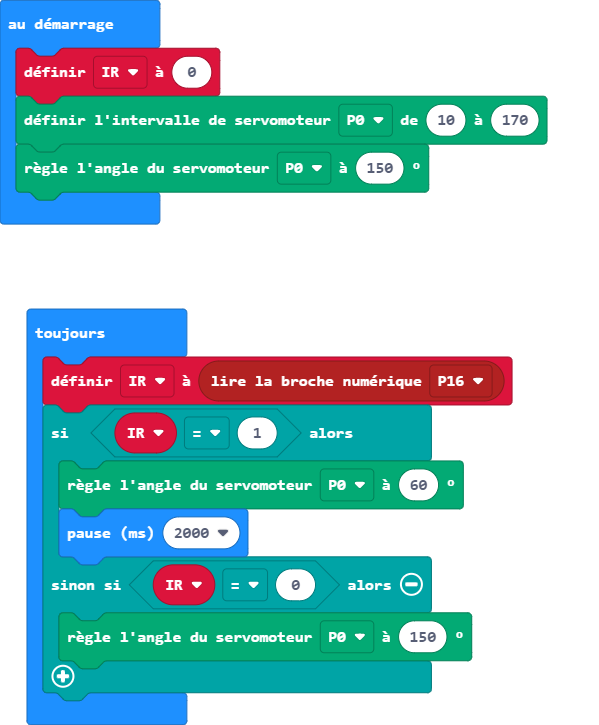 au démarrage
définir IR à 0
définir l'intervalle de servomoteur P0 de 10 à 170
règle l'angle du servomoteur P0 à 150 °
toujours
définir IR à lire la broche numérique P16
si IR = 1 alors
règle l'angle du servomoteur P0 à 60 °
pause (ms) 2000
sinon si IR = 0 alors
règle l'angle du servomoteur P0 à 150 °